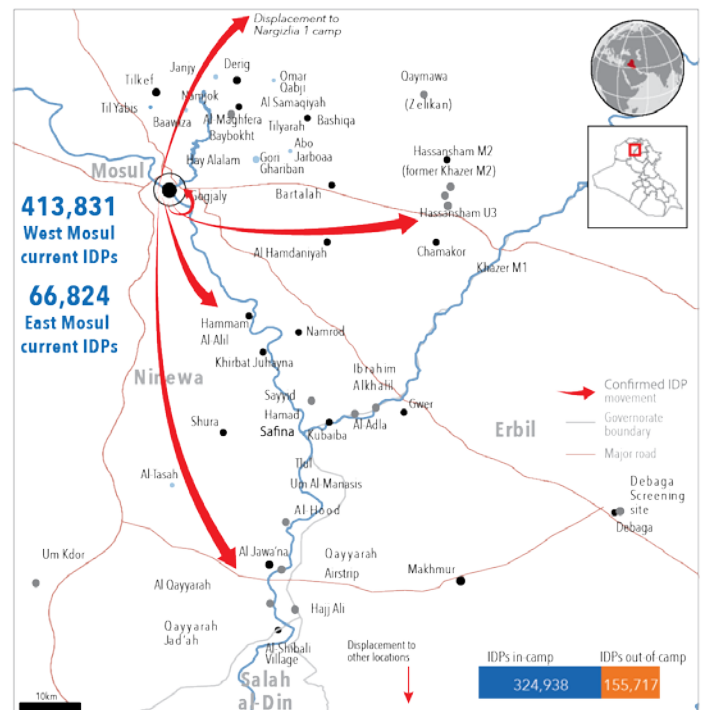 Displacement to
Nargizlia 1 camp
Janjy
Derig
Tilkef
Omar
Qabji
Qaymawa
(Zelikan)
Til Yabis
Al Samaqiyah
Baawiza
Al Maghfera
Tilyarah
Bashiqa
Baybokht
Abo
Jarboaa
Hay Alalam
Gori
Ghariban
Hassansham M2
(former Khazer M2)
Mosul
Gogjaly
Bartalah
Hassansham U3
413,831
West Mosul
current IDPs
Al Hamdaniyah
Chamakor
Khazer M1
66,824
East Mosul
current IDPs
Hammam
Al Alil
Namrod
Khirbat Juhayna
Ninewa
Ibrahim
Alkhalil
Sayyid
Hamad
Gwer
Shura
Safina
Kubaiba
Al Adla
Erbil
Confirmed IDP
movement
Governorate
boundary
Major road
Tlul
Al-Tasah
Um Al Manasis
Al-Hood
Debaga
Screening
site
Debaga
Um Kdor
Al Jawa'na
Qayyarah
Airstrip
Makhmur
Al Qayyarah
Hajj Ali
Qayyarah
Jad'ah
Al-Shibali
Village
Displacement to
other locations
IDPs in-camp
IDPs out of camp
324,938
155,717
Salah
al-Din
10km